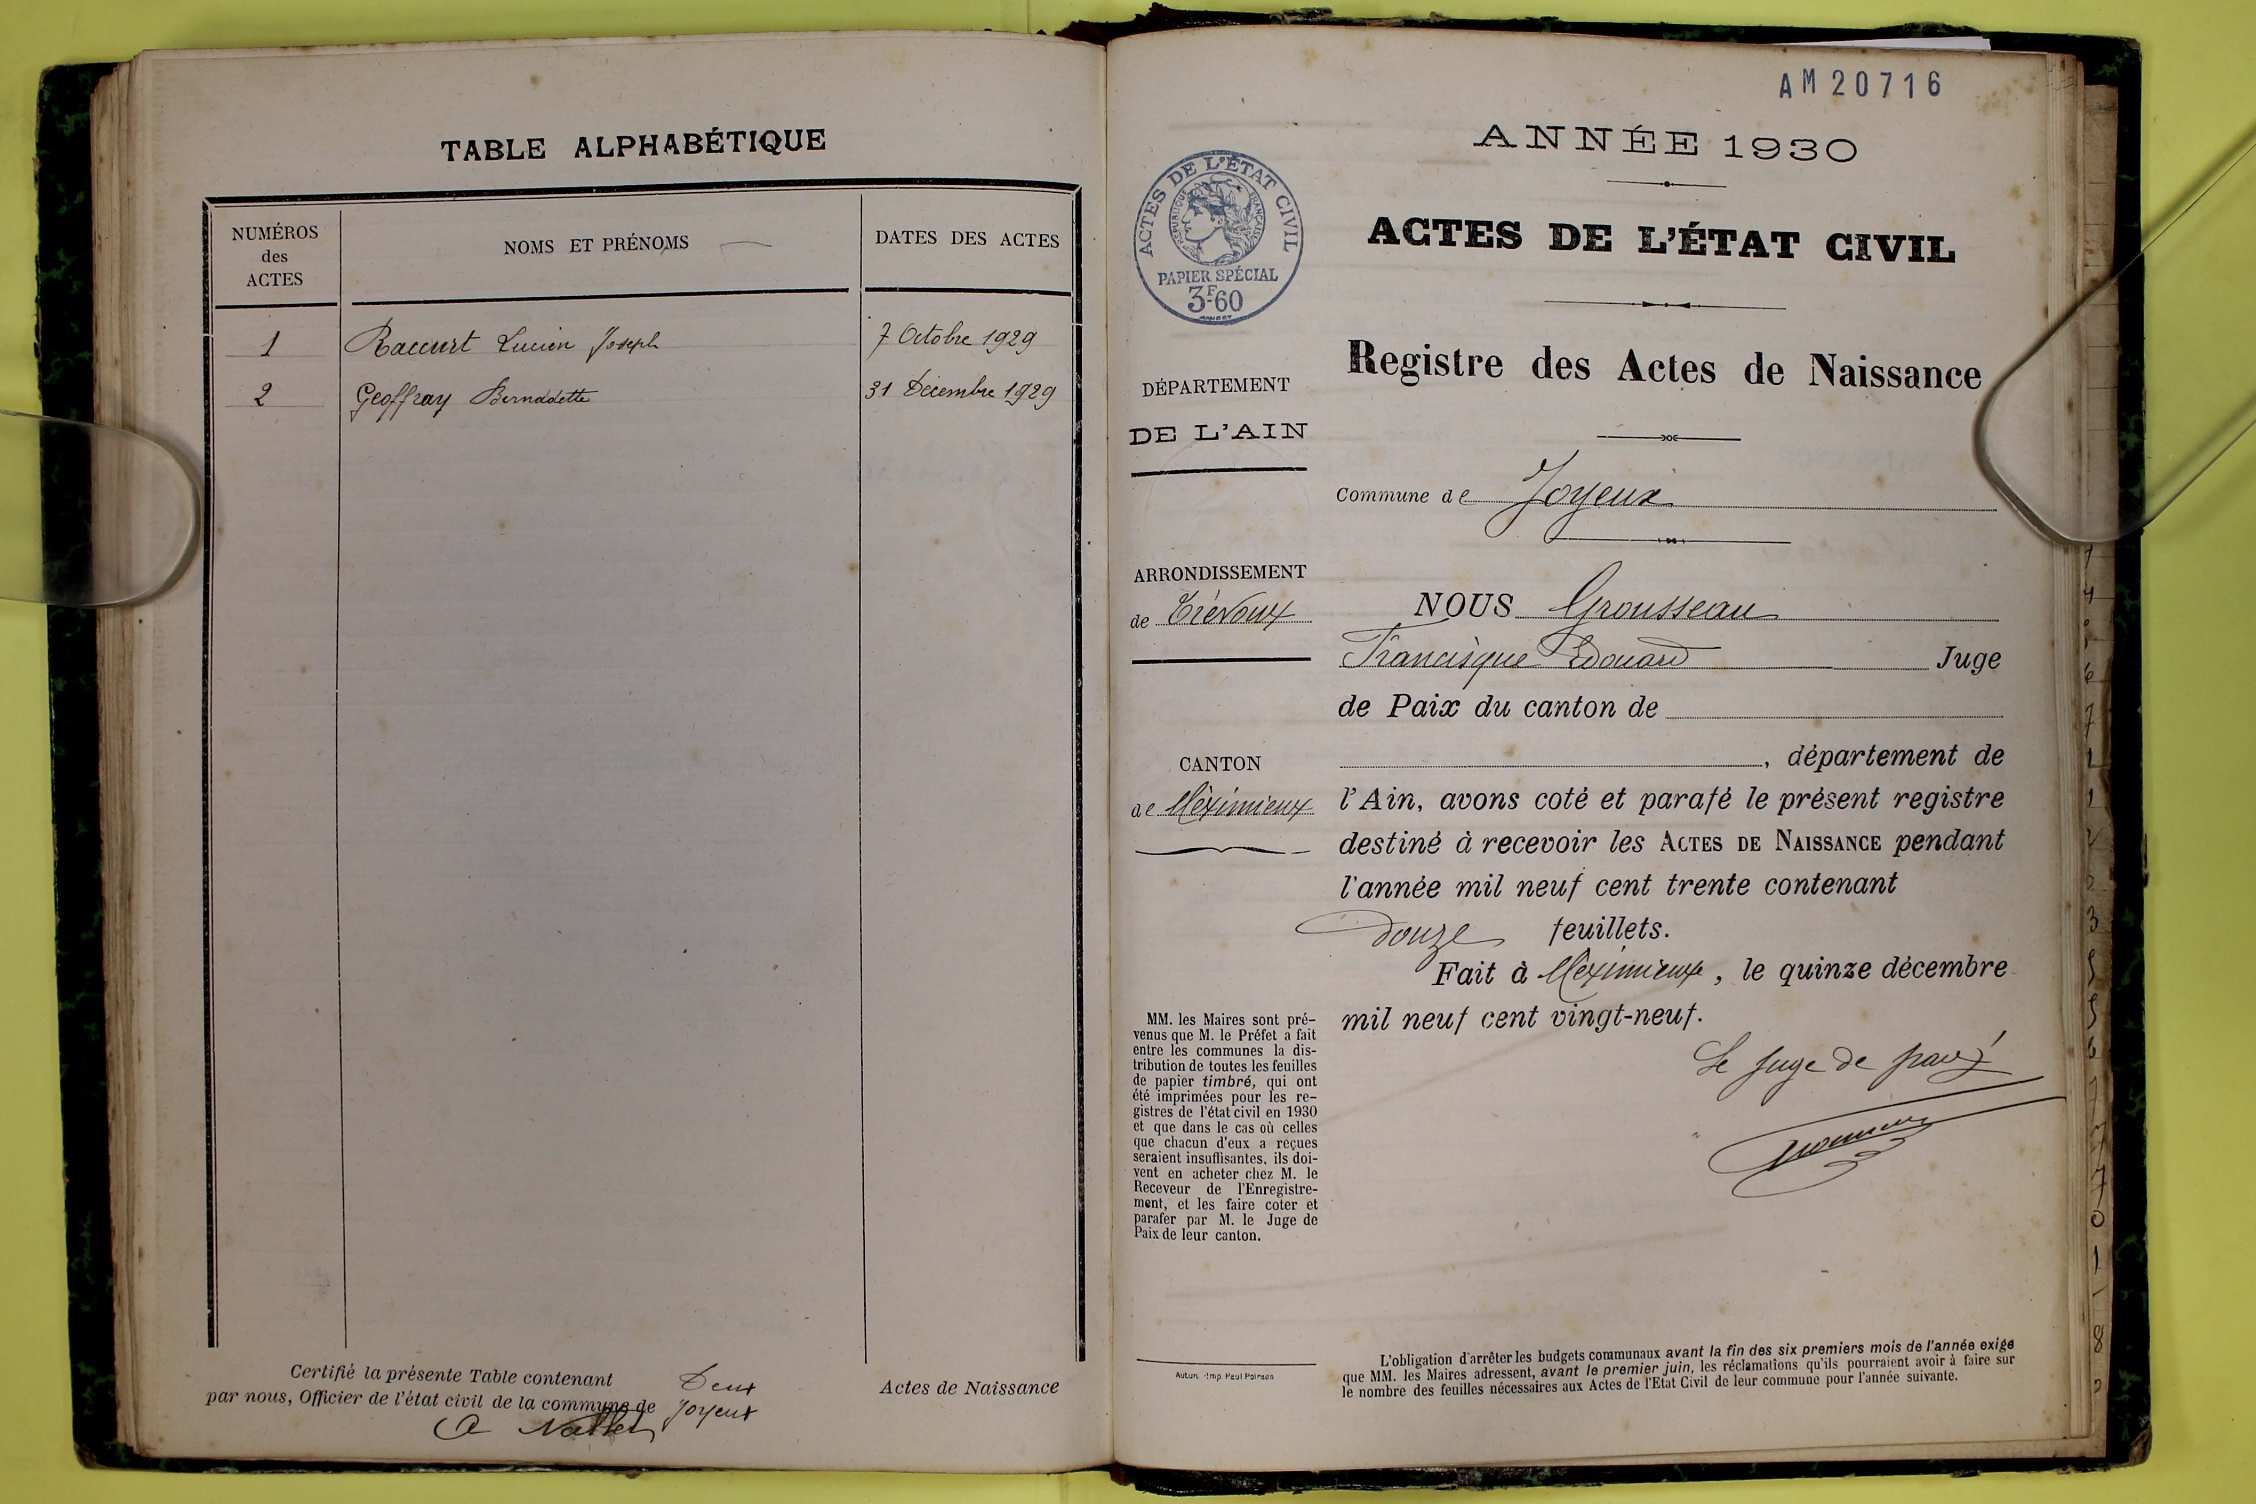 TABLE ALPHABÉTIQUE
NUMÉROS
des
ACTES
NOMS ET PRÉNOMS
DATES DES ACTES
1 Raccurt Lucien Joseph 7 Octobre 1929
2 Geoffray Bernadette 31 Décembre 1929
Certifié la présente Table contenant Deux Actes de Naissance
par nous, Officier de l'état civil de la commune de Joyeux
AM20716
ANNÉE 1930
ACTES DE L'ÉTAT CIVIL
RÉPUBLIQUE FRANÇAISE
PAPIER SPÉCIAL
3F.60
ACTES DE L'ÉTAT CIVIL
Registre des Actes de Naissance
DÉPARTEMENT
DE L'AIN
Commune de Joyeux
ARRONDISSEMENT
de Trévoux
CANTON
de Méximieux
NOUS Grousseau
Francisque Edouard Juge
de Paix du canton de
, département de
l'Ain, avons coté et parafé le présent registre
destiné à recevoir les ACTES DE NAISSANCE pendant
l'année mil neuf cent trente contenant
Douze feuillets.
Fait à Méximieux, le quinze décembre
mil neuf cent vingt-neuf.
Le Juge de paix
MM. les Maires sont pré-
venus que M. le Préfet a fait
entre les communes la dis-
tribution de toutes les feuilles
de papier timbré, qui ont
été imprimées pour les re-
gistres de l'état civil en 1930
et que dans le cas où celles
que chacun d'eux a reçues
seraient insuffisantes, ils doi-
vent en acheter chez M. le
Receveur de l'Enregistre-
ment, et les faire coter et
parafer par M. le Juge de
Paix de leur canton.
L'obligation d'arrêter les budgets communaux avant la fin des six premiers mois de l'année exige
que MM. les Maires adressent, avant le premier juin, les réclamations qu'ils pourraient avoir à faire sur
le nombre des feuilles nécessaires aux Actes de l'Etat Civil de leur commune pour l'année suivante.